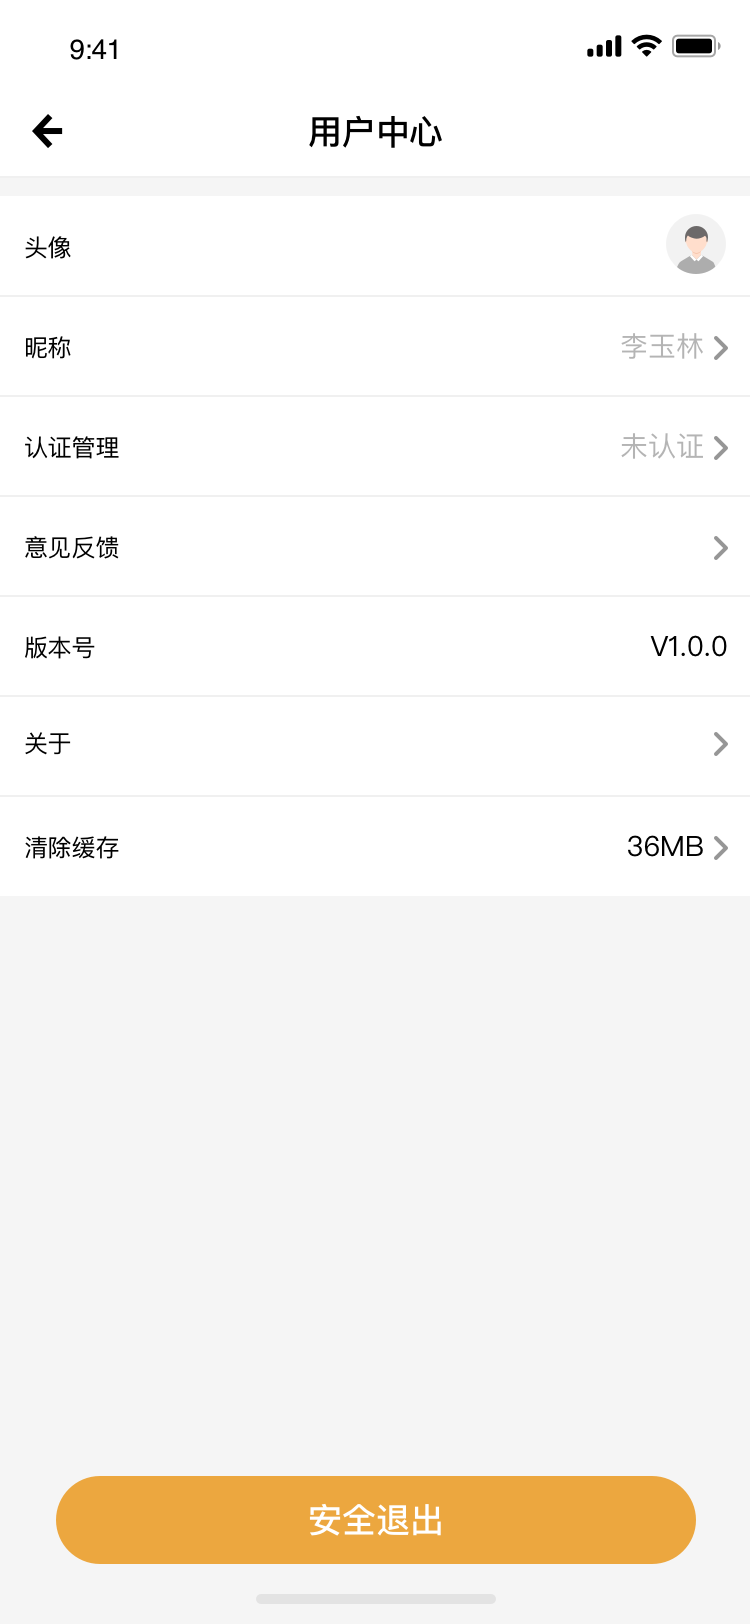 9:41
用户中心
头像
昵称 李玉林
认证管理 未认证
意见反馈
版本号 V1.0.0
关于
清除缓存 36MB
安全退出